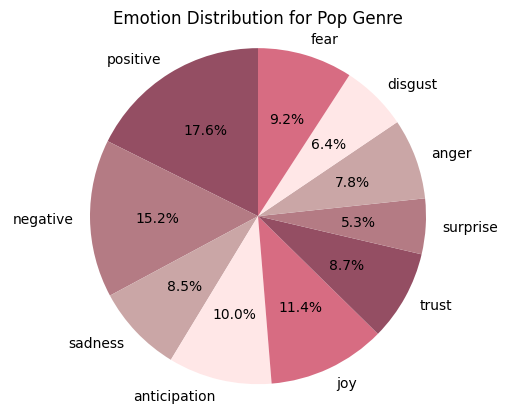 Emotion Distribution for Pop Genre
fear
9.2%
disgust
6.4%
anger
7.8%
surprise
5.3%
trust
8.7%
joy
11.4%
anticipation
10.0%
sadness
8.5%
negative
15.2%
positive
17.6%